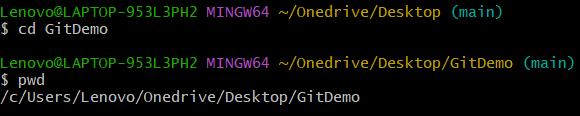 Lenovo@LAPTOP-953L3PH2 MINGW64 ~/Onedrive/Desktop (main)
$ cd GitDemo
Lenovo@LAPTOP-953L3PH2 MINGW64 ~/Onedrive/Desktop/GitDemo (main)
$ pwd
/c/Users/Lenovo/Onedrive/Desktop/GitDemo